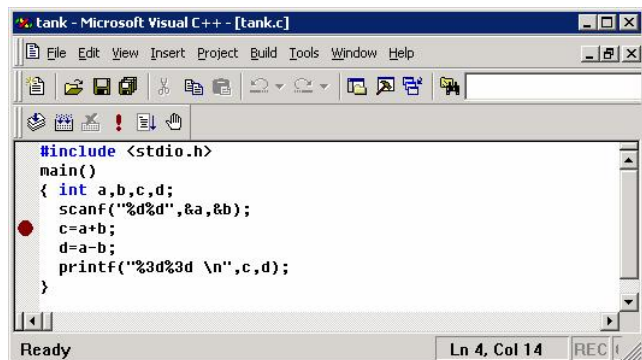 tank - Microsoft Visual C++ - [tank.c]
File Edit View Insert Project Build Tools Window Help
#include <stdio.h>
main()
{ int a,b,c,d;
scanf("%d%d",&a,&b);
c=a+b;
d=a-b;
printf("%3d%3d \n",c,d);
}
Ready Ln 4, Col 14 REC